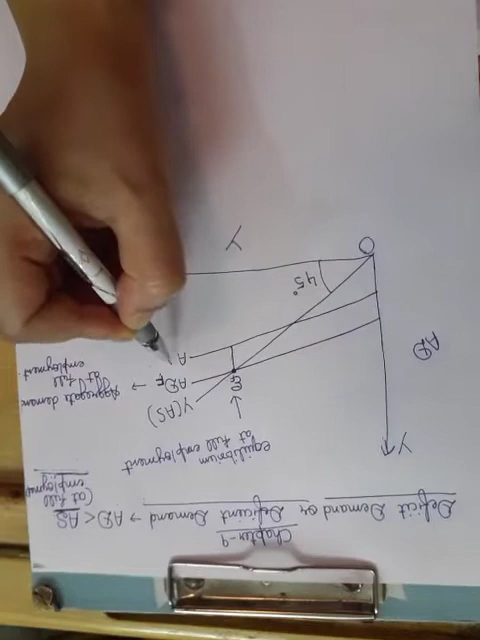 Chapter-9
Deficit Demand or Deficient Demand → AD < AS
(at full
employment
Y
equilibrium
at full employment
↓
Y(AS)
E
ADF → Aggregate deman
at full
employment
A
AD
45°
O
Y